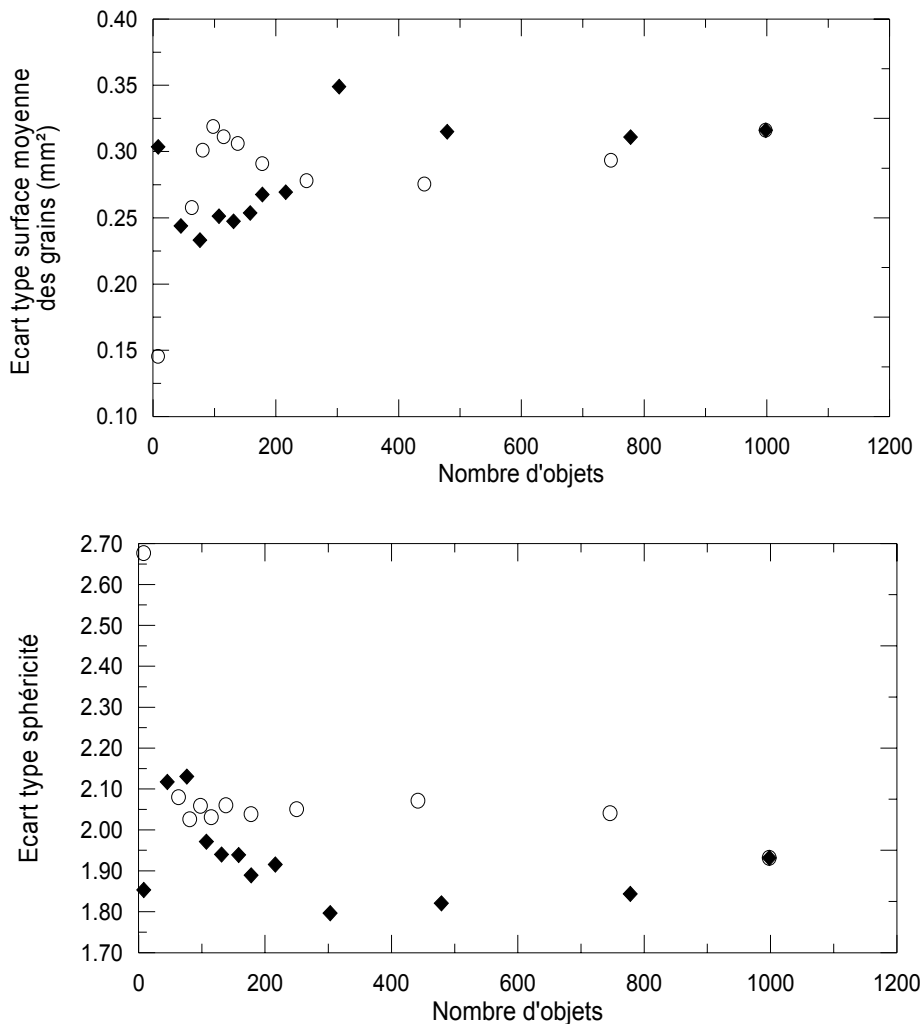 0.40
0.35
0.30
0.25
0.20
0.15
0.10
Ecart type surface moyenne
des grains (mm²)
0 200 400 600 800 1000 1200
Nombre d'objets
2.70
2.60
2.50
2.40
2.30
2.20
2.10
2.00
1.90
1.80
1.70
Ecart type sphéricité
0 200 400 600 800 1000 1200
Nombre d'objets